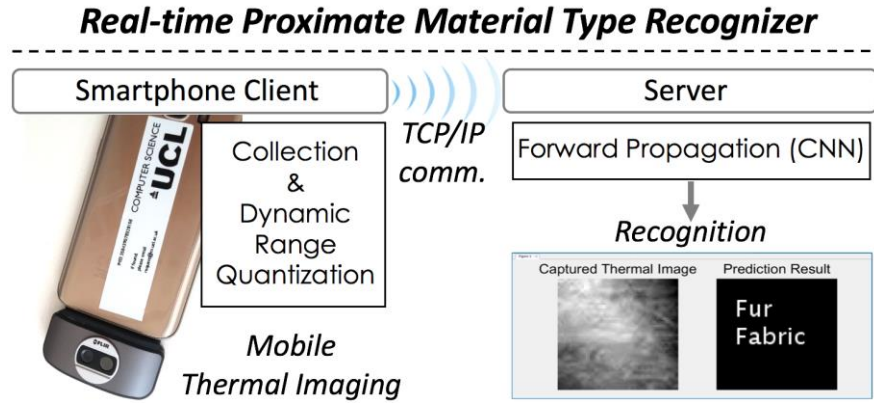 Real-time Proximate Material Type Recognizer
Smartphone Client
Server
TCP/IP
comm.
COMPUTER SCIENCE
UCL
Collection
&
Dynamic
Range
Quantization
FLIR
Mobile
Thermal Imaging
Forward Propagation (CNN)
Recognition
Captured Thermal Image
Prediction Result
Fur
Fabric